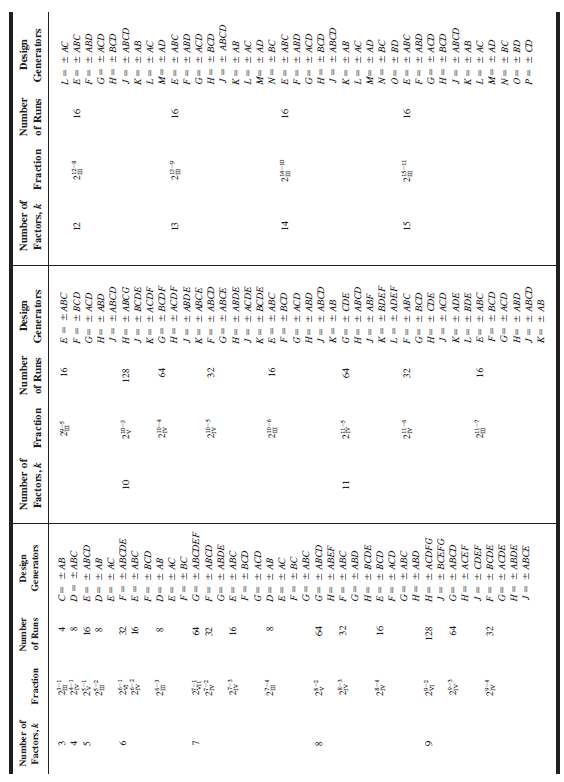 Number of Factors, k Fraction Number of Runs Design Generators
3 2^{3-1}_{III} 4 C = ± AB
4 2^{4-1}_{IV} 8 D = ± ABC
5 2^{5-1}_{V} 16 E = ± ABCD
2^{5-2}_{III} 8 D = ± AB
E = ± AC
6 2^{6-1}_{VI} 32 F = ± ABCDE
2^{6-2}_{IV} 16 E = ± ABC
F = ± BCD
2^{6-3}_{III} 8 D = ± AB
E = ± AC
F = ± BC
7 2^{7-1}_{VII} 64 G = ± ABCDEF
2^{7-2}_{IV} 32 F = ± ABCD
G = ± ABDE
2^{7-3}_{IV} 16 E = ± ABC
F = ± BCD
G = ± ACD
2^{7-4}_{III} 8 D = ± AB
E = ± AC
F = ± BC
G = ± ABC
8 2^{8-2}_{V} 64 G = ± ABCD
H = ± ABEF
2^{8-3}_{IV} 32 F = ± ABC
G = ± ABD
H = ± BCDE
2^{8-4}_{IV} 16 E = ± BCD
F = ± ACD
G = ± ABC
H = ± ABD
9 2^{9-2}_{VI} 128 H = ± ACDFG
J = ± BCEFG
2^{9-3}_{IV} 64 G = ± ABCD
H = ± ACEF
J = ± CDEF
2^{9-4}_{IV} 32 F = ± BCDE
G = ± ACDE
H = ± ABDE
J = ± ABCE
Number of Factors, k Fraction Number of Runs Design Generators
2^{9-5}_{III} 16 E = ± ABC
F = ± BCD
G = ± ACD
H = ± ABD
J = ± ABCD
10 2^{10-3}_{V} 128 H = ± ABCG
J = ± BCDE
K = ± ACDF
2^{10-4}_{IV} 64 G = ± BCDF
H = ± ACDF
J = ± ABDE
K = ± ABCE
2^{10-5}_{IV} 32 F = ± ABCD
G = ± ABCE
H = ± ABDE
J = ± ACDE
K = ± BCDE
2^{10-6}_{III} 16 E = ± ABC
F = ± BCD
G = ± ACD
H = ± ABD
J = ± ABCD
K = ± AB
11 2^{11-5}_{IV} 64 G = ± CDE
H = ± ABCD
J = ± ABF
K = ± BDEF
L = ± ADEF
2^{11-6}_{IV} 32 F = ± ABC
G = ± BCD
H = ± CDE
J = ± ACD
K = ± ADE
L = ± BDE
2^{11-7}_{III} 16 E = ± ABC
F = ± BCD
G = ± ACD
H = ± ABD
J = ± ABCD
K = ± AB
Number of Factors, k Fraction Number of Runs Design Generators
L = ± AC
12 2^{12-8}_{III} 16 E = ± ABC
F = ± ABD
G = ± ACD
H = ± BCD
J = ± ABCD
K = ± AB
L = ± AC
M = ± AD
13 2^{13-9}_{III} 16 E = ± ABC
F = ± ABD
G = ± ACD
H = ± BCD
J = ± ABCD
K = ± AB
L = ± AC
M = ± AD
N = ± BC
14 2^{14-10}_{III} 16 E = ± ABC
F = ± ABD
G = ± ACD
H = ± BCD
J = ± ABCD
K = ± AB
L = ± AC
M = ± AD
N = ± BC
O = ± BD
15 2^{15-11}_{III} 16 E = ± ABC
F = ± ABD
G = ± ACD
H = ± BCD
J = ± ABCD
K = ± AB
L = ± AC
M = ± AD
N = ± BC
O = ± BD
P = ± CD